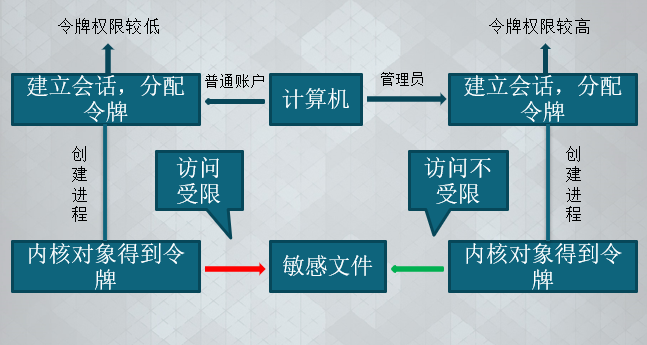 令牌权限较低
令牌权限较高
建立会话，分配
令牌
普通账户
计算机
管理员
建立会话，分配
令牌
创
建
进
程
访问
受限
访问不
受限
创
建
进
程
内核对象得到令
牌
敏感文件
内核对象得到令
牌